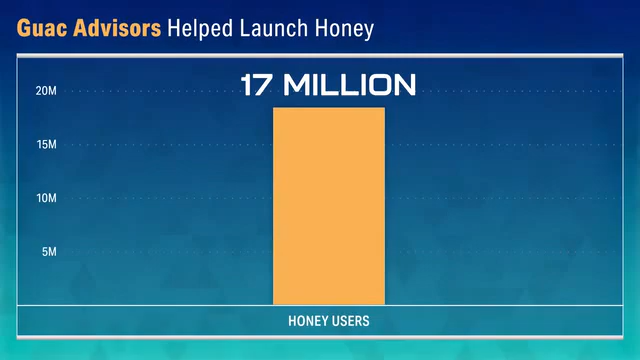 Guac Advisors Helped Launch Honey
17 MILLION
20M
15M
10M
5M
HONEY USERS